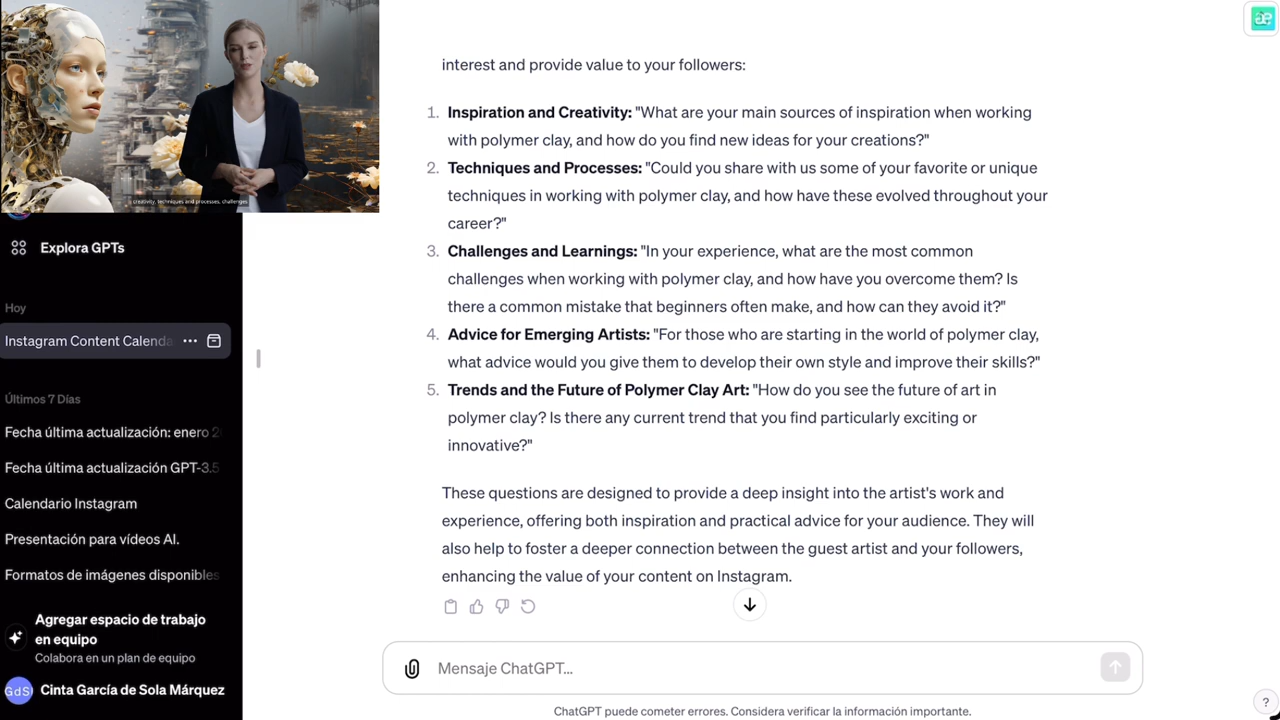 creativity, techniques and processes, challenges
Explora GPTs
Hoy
Instagram Content Calenda
Últimos 7 Días
Fecha última actualización: enero 2
Fecha última actualización GPT-3.5
Calendario Instagram
Presentación para vídeos AI.
Formatos de imágenes disponibles
Agregar espacio de trabajo
en equipo
Colabora en un plan de equipo
GdS
Cinta García de Sola Márquez
æ
interest and provide value to your followers:
1. Inspiration and Creativity: "What are your main sources of inspiration when working
with polymer clay, and how do you find new ideas for your creations?"
2. Techniques and Processes: "Could you share with us some of your favorite or unique
techniques in working with polymer clay, and how have these evolved throughout your
career?"
3. Challenges and Learnings: "In your experience, what are the most common
challenges when working with polymer clay, and how have you overcome them? Is
there a common mistake that beginners often make, and how can they avoid it?"
4. Advice for Emerging Artists: "For those who are starting in the world of polymer clay,
what advice would you give them to develop their own style and improve their skills?"
5. Trends and the Future of Polymer Clay Art: "How do you see the future of art in
polymer clay? Is there any current trend that you find particularly exciting or
innovative?"
These questions are designed to provide a deep insight into the artist's work and
experience, offering both inspiration and practical advice for your audience. They will
also help to foster a deeper connection between the guest artist and your followers,
enhancing the value of your content on Instagram.
Mensaje ChatGPT...
ChatGPT puede cometer errores. Considera verificar la información importante.
?